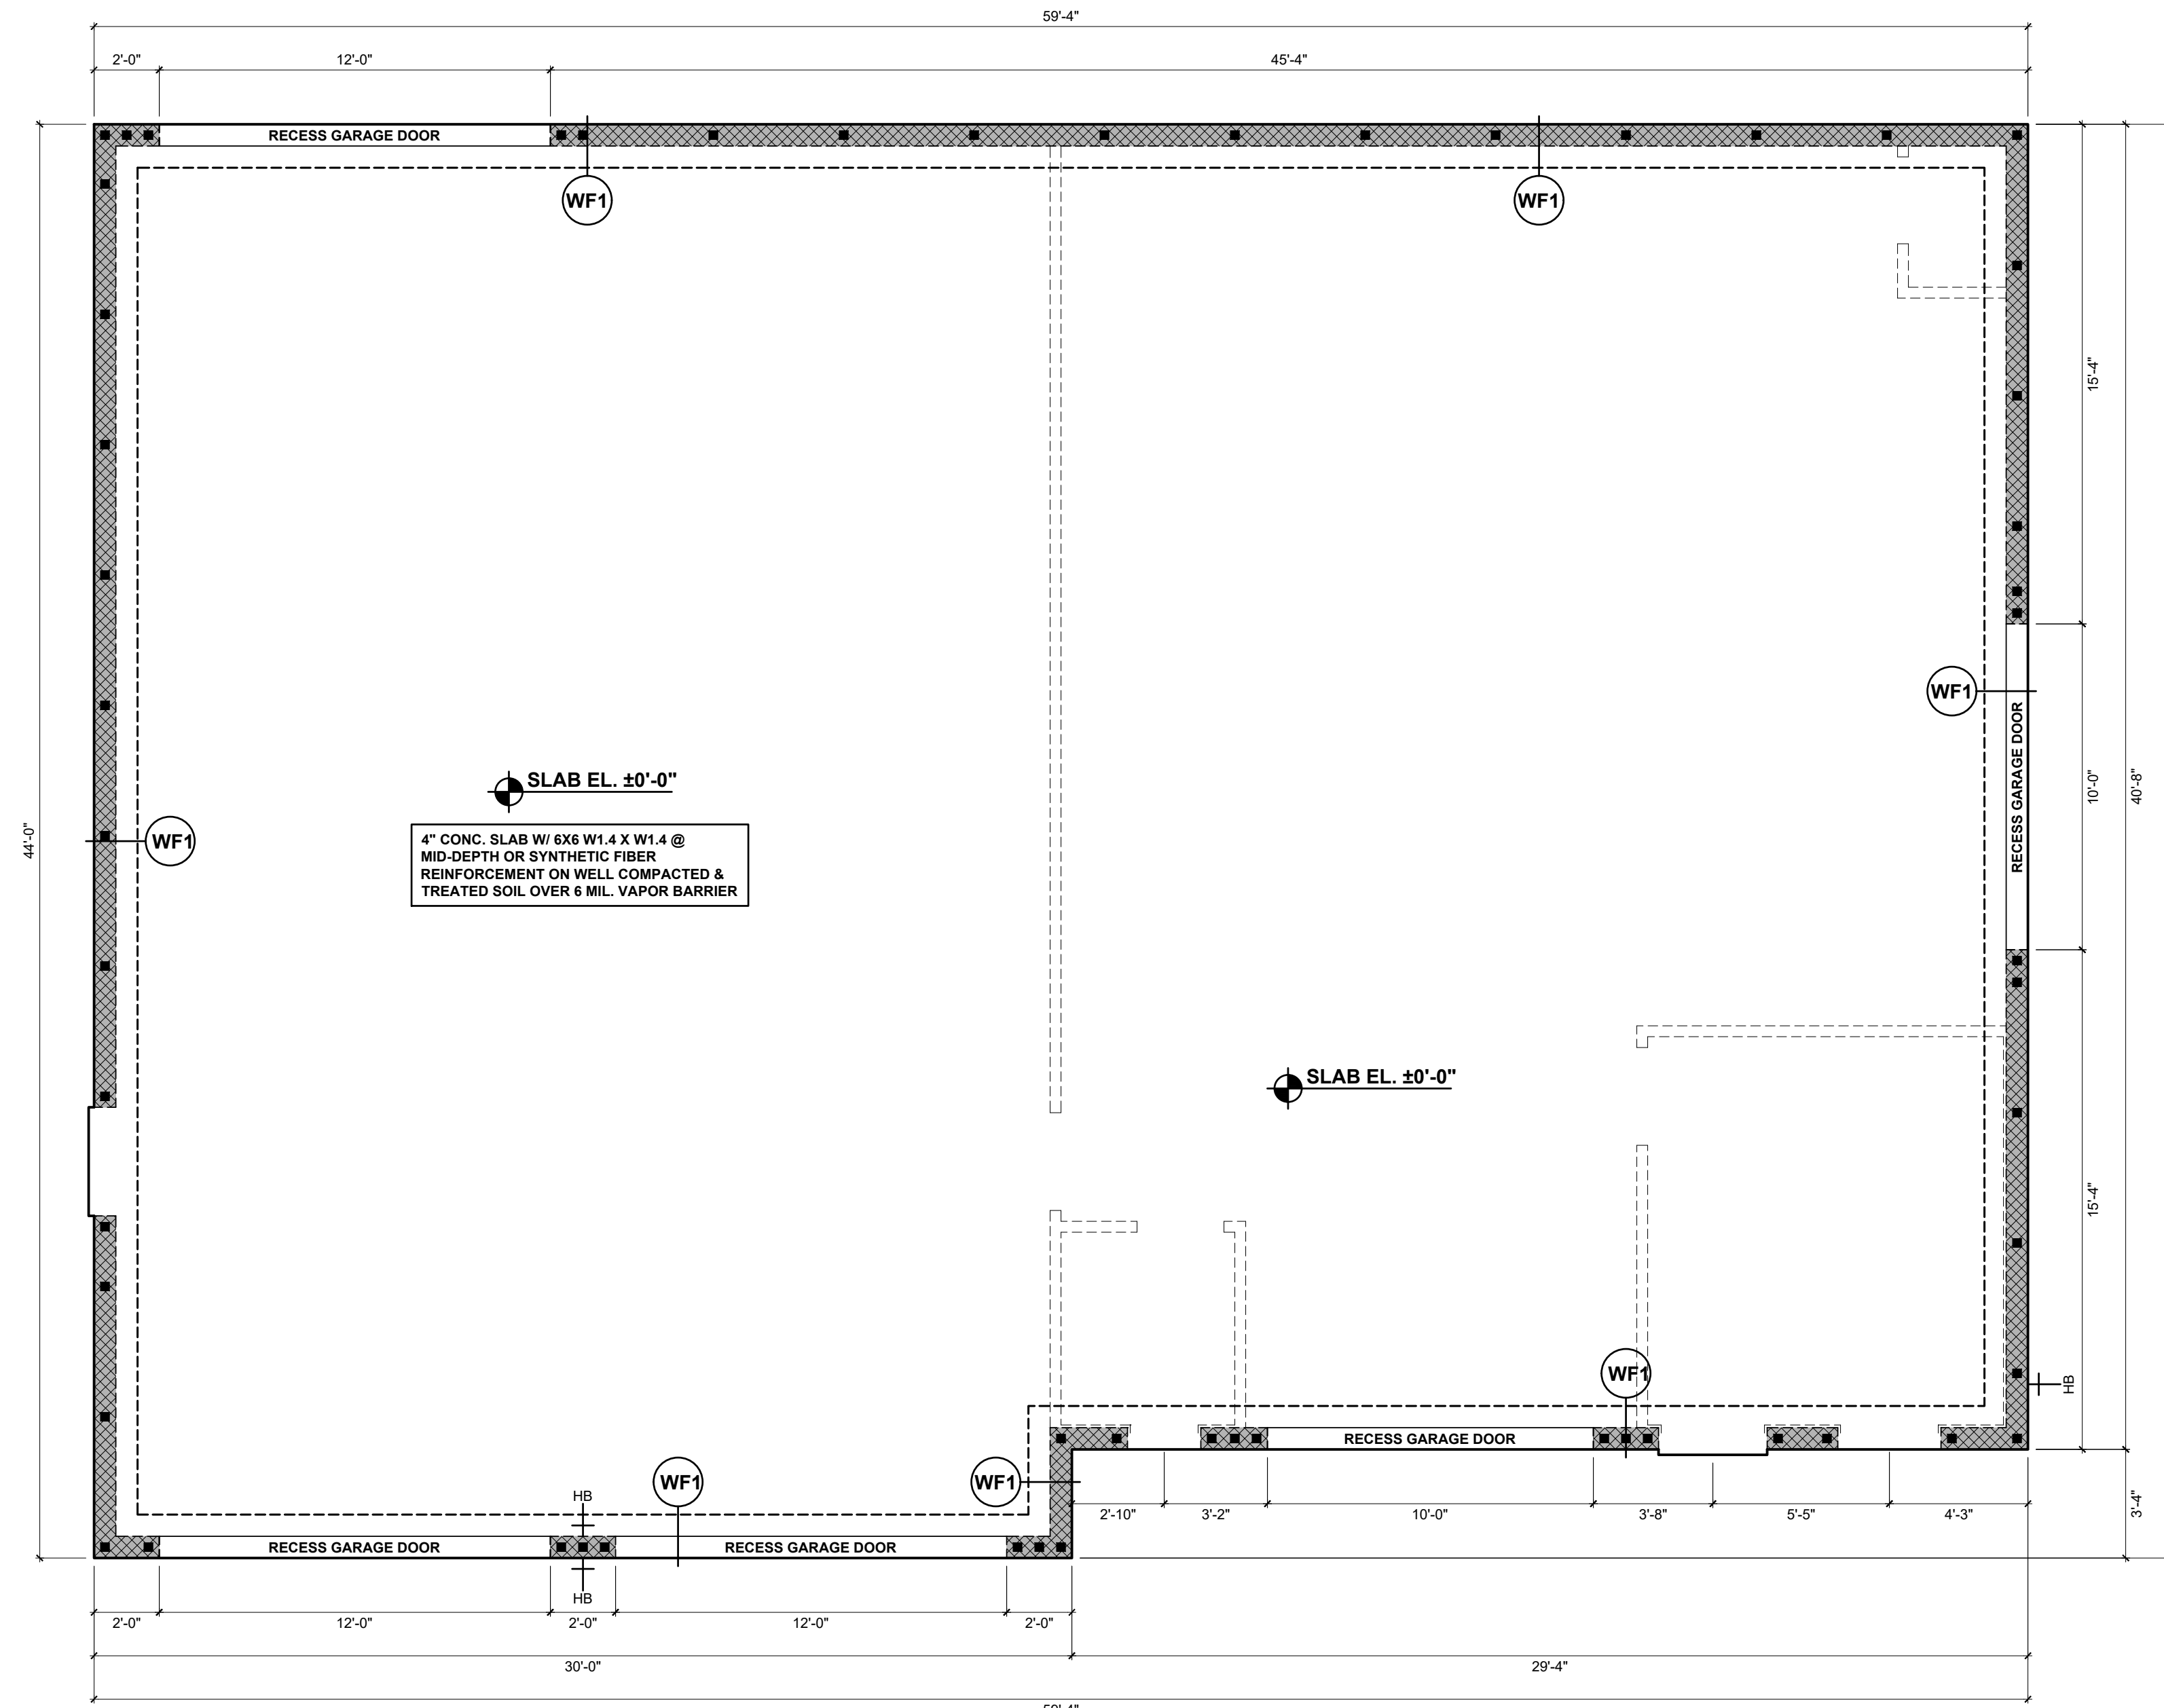 59'-4"
2'-0"
12'-0"
45'-4"
RECESS GARAGE DOOR
WF1
WF1
15'-4"
WF1
RECESS GARAGE DOOR
10'-0"
40'-8"
SLAB EL. ±0'-0"
44'-0"
WF1
4" CONC. SLAB W/ 6X6 W1.4 X W1.4 @
MID-DEPTH OR SYNTHETIC FIBER
REINFORCEMENT ON WELL COMPACTED &
TREATED SOIL OVER 6 MIL. VAPOR BARRIER
SLAB EL. ±0'-0"
15'-4"
WF1
HB
RECESS GARAGE DOOR
WF1
WF1
HB
2'-10"
3'-2"
10'-0"
3'-8"
5'-5"
4'-3"
3'-4"
RECESS GARAGE DOOR
RECESS GARAGE DOOR
HB
2'-0"
12'-0"
2'-0"
12'-0"
2'-0"
30'-0"
29'-4"